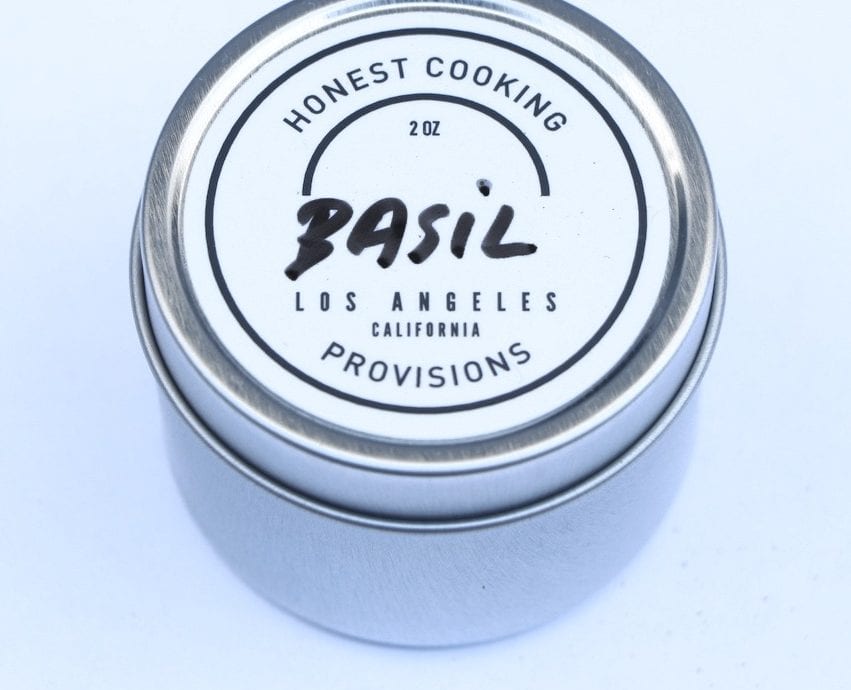 HONEST COOKING
2 OZ
BASiL
LOS ANGELES
CALIFORNIA
PROVISIONS